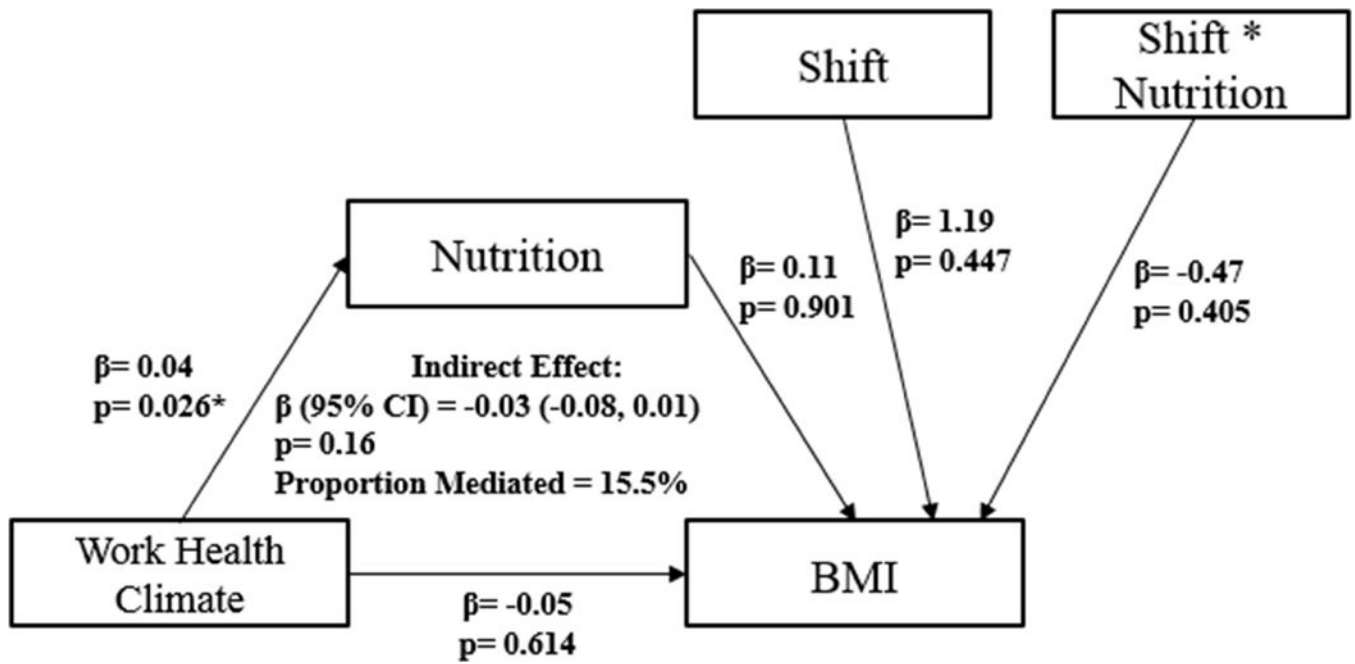 Shift
Shift *
Nutrition
Nutrition
β= 1.19
p= 0.447
β= 0.11
p= 0.901
β= -0.47
p= 0.405
β= 0.04
p= 0.026*
Indirect Effect:
β (95% CI) = -0.03 (-0.08, 0.01)
p= 0.16
Proportion Mediated = 15.5%
Work Health
Climate
BMI
β= -0.05
p= 0.614